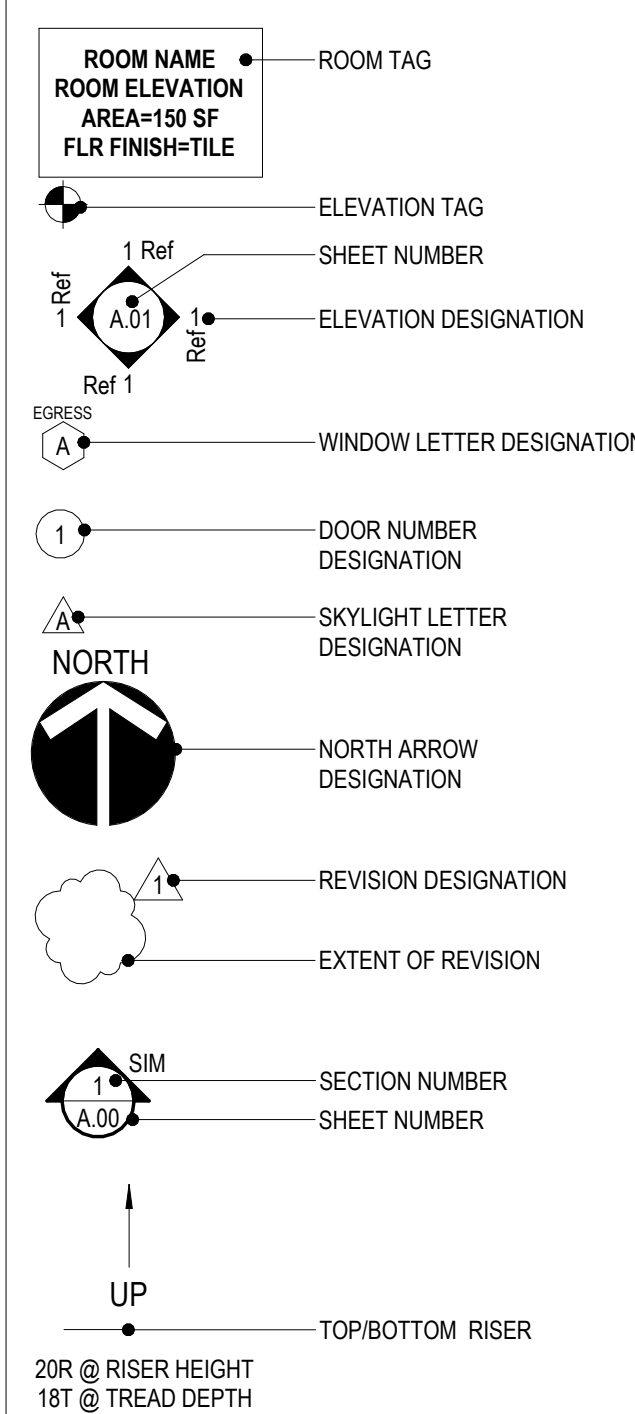 ROOM NAME
ROOM ELEVATION
AREA=150 SF
FLR FINISH=TILE
ROOM TAG
ELEVATION TAG
1 Ref
SHEET NUMBER
1 Ref
A.01
1 Ref
ELEVATION DESIGNATION
Ref 1
EGRESS
A
WINDOW LETTER DESIGNATION
1
DOOR NUMBER
DESIGNATION
A
SKYLIGHT LETTER
DESIGNATION
NORTH
NORTH ARROW
DESIGNATION
1
REVISION DESIGNATION
EXTENT OF REVISION
SIM
1
SECTION NUMBER
A.00
SHEET NUMBER
UP
TOP/BOTTOM RISER
20R @ RISER HEIGHT
18T @ TREAD DEPTH